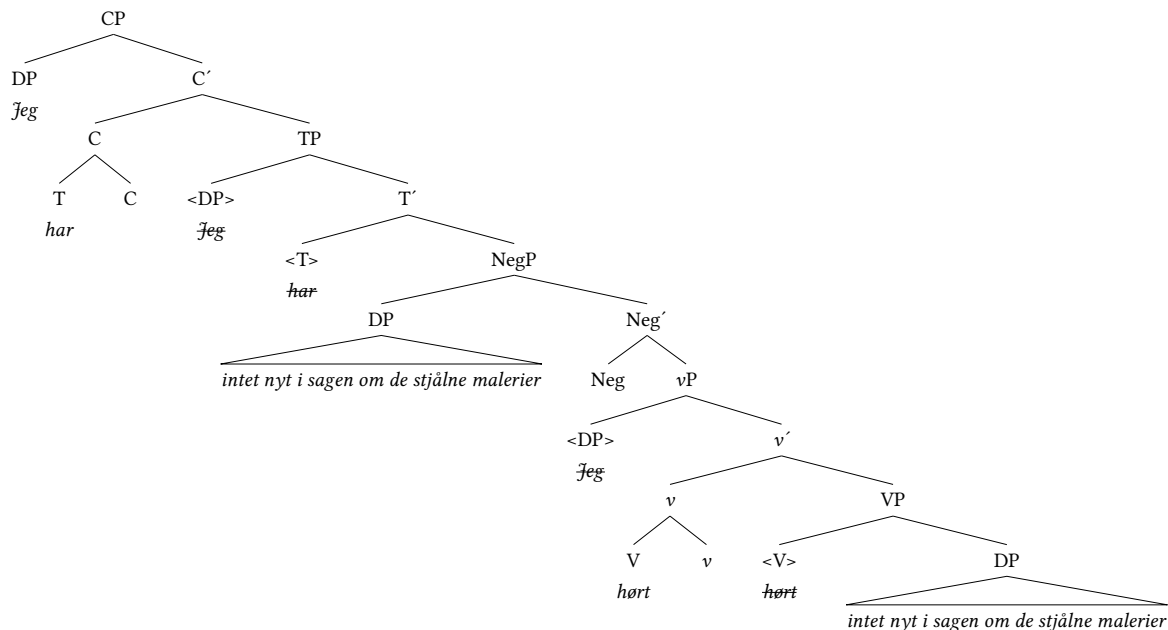 CP
DP C´
Jeg
C TP
T C <DP> T´
har Jeg
<T> NegP
har
DP Neg´
intet nyt i sagen om de stjålne malerier Neg vP
<DP> v´
Jeg
v VP
V v <V> DP
hørt hørt
intet nyt i sagen om de stjålne malerier